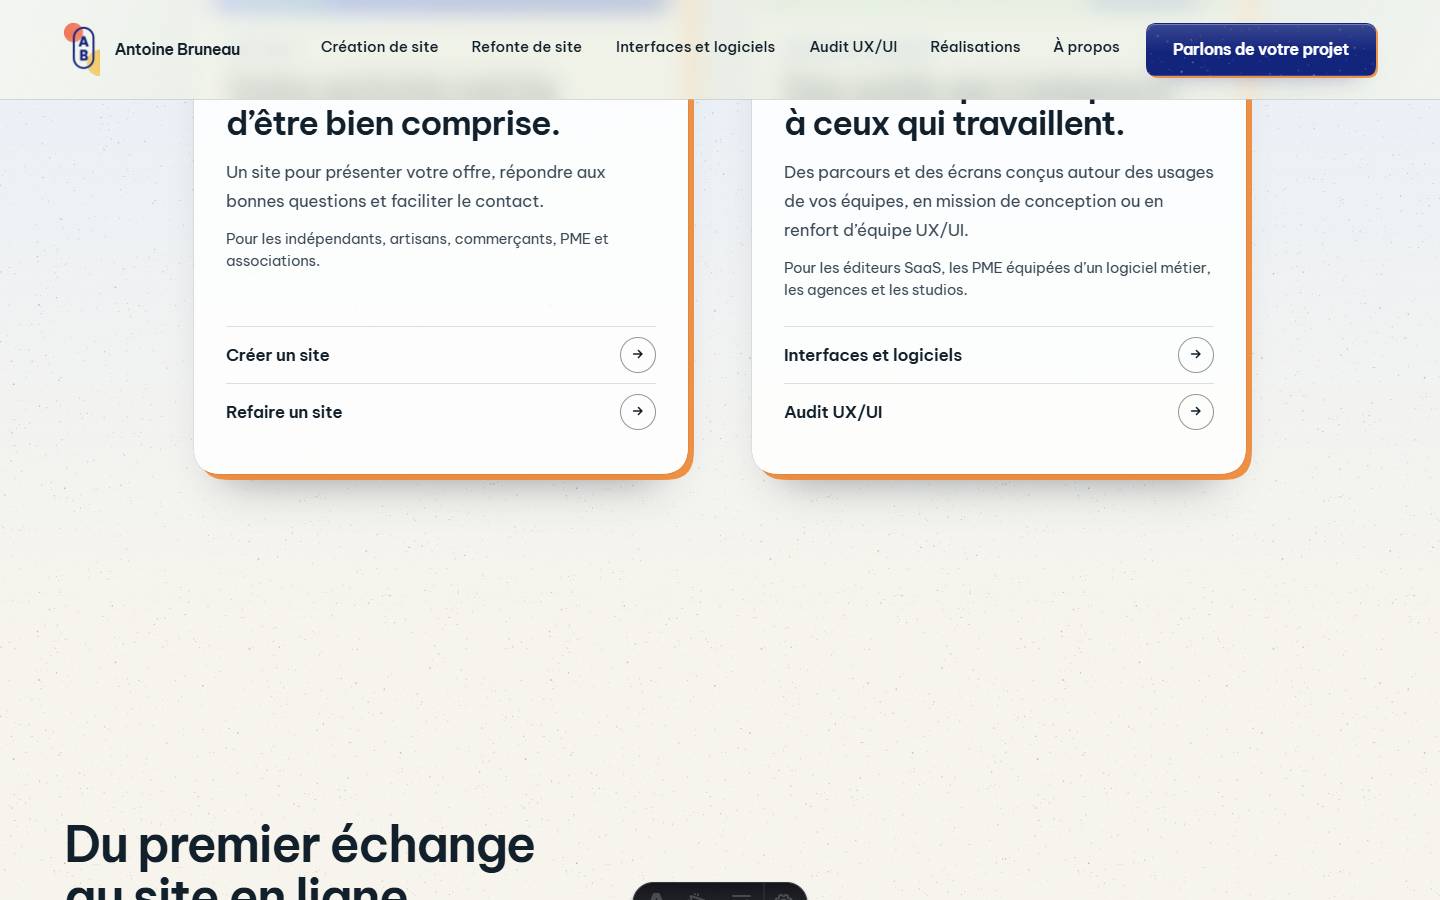 A
B
Antoine Bruneau
Création de site
Refonte de site
Interfaces et logiciels
Audit UX/UI
Réalisations
À propos
Parlons de votre projet
d’être bien comprise.
Un site pour présenter votre offre, répondre aux
bonnes questions et faciliter le contact.
Pour les indépendants, artisans, commerçants, PME et
associations.
Créer un site
Refaire un site
à ceux qui travaillent.
Des parcours et des écrans conçus autour des usages
de vos équipes, en mission de conception ou en
renfort d’équipe UX/UI.
Pour les éditeurs SaaS, les PME équipées d’un logiciel métier,
les agences et les studios.
Interfaces et logiciels
Audit UX/UI
Du premier échange
au site en ligne